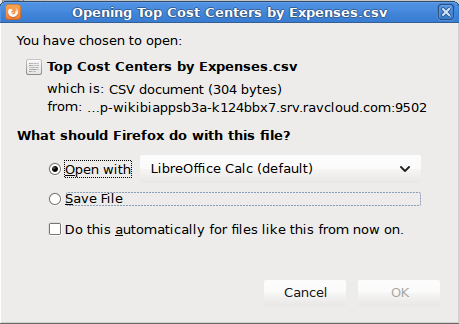 Opening Top Cost Centers by Expenses.csv
You have chosen to open:
Top Cost Centers by Expenses.csv
which is: CSV document (304 bytes)
from: ...p-wikibiappsb3a-k124bbx7.srv.ravcloud.com:9502
What should Firefox do with this file?
Open with LibreOffice Calc (default)
Save File
Do this automatically for files like this from now on.
Cancel OK